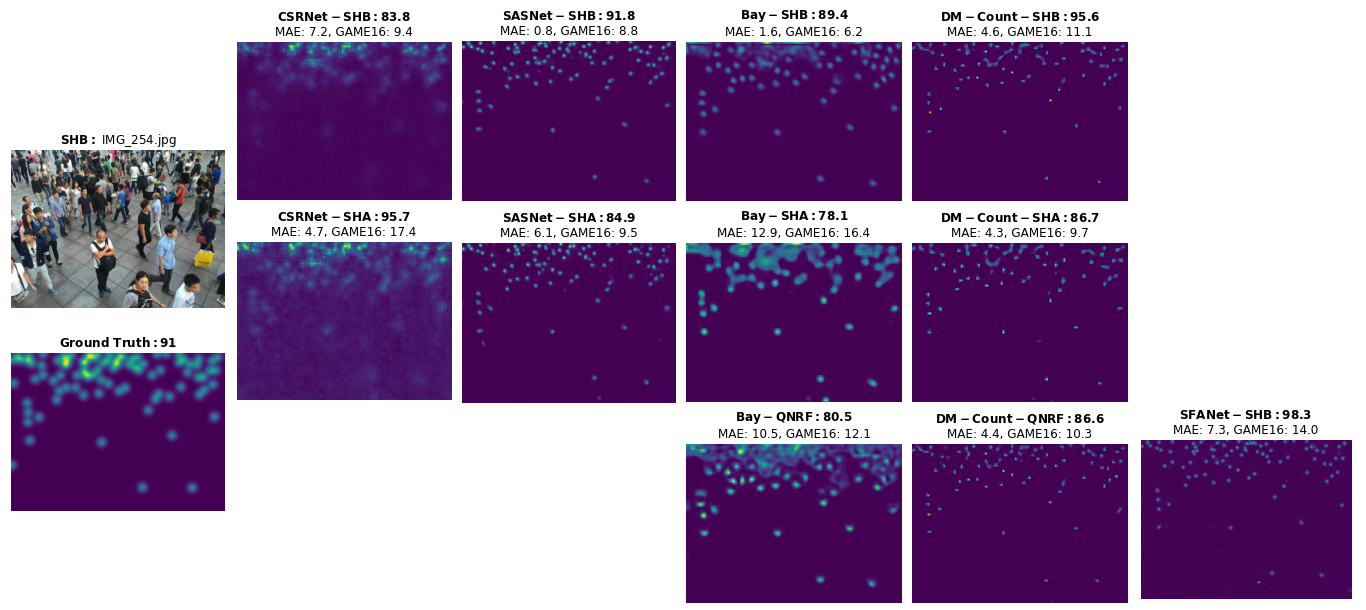 CSRNet − SHB: 83.8
MAE: 7.2, GAME16: 9.4
SASNet − SHB: 91.8
MAE: 0.8, GAME16: 8.8
Bay − SHB: 89.4
MAE: 1.6, GAME16: 6.2
DM − Count − SHB: 95.6
MAE: 4.6, GAME16: 11.1
SHB: IMG_254.jpg
CSRNet − SHA: 95.7
MAE: 4.7, GAME16: 17.4
SASNet − SHA: 84.9
MAE: 6.1, GAME16: 9.5
Bay − SHA: 78.1
MAE: 12.9, GAME16: 16.4
DM − Count − SHA: 86.7
MAE: 4.3, GAME16: 9.7
Ground Truth: 91
Bay − QNRF: 80.5
MAE: 10.5, GAME16: 12.1
DM − Count − QNRF: 86.6
MAE: 4.4, GAME16: 10.3
SFANet − SHB: 98.3
MAE: 7.3, GAME16: 14.0